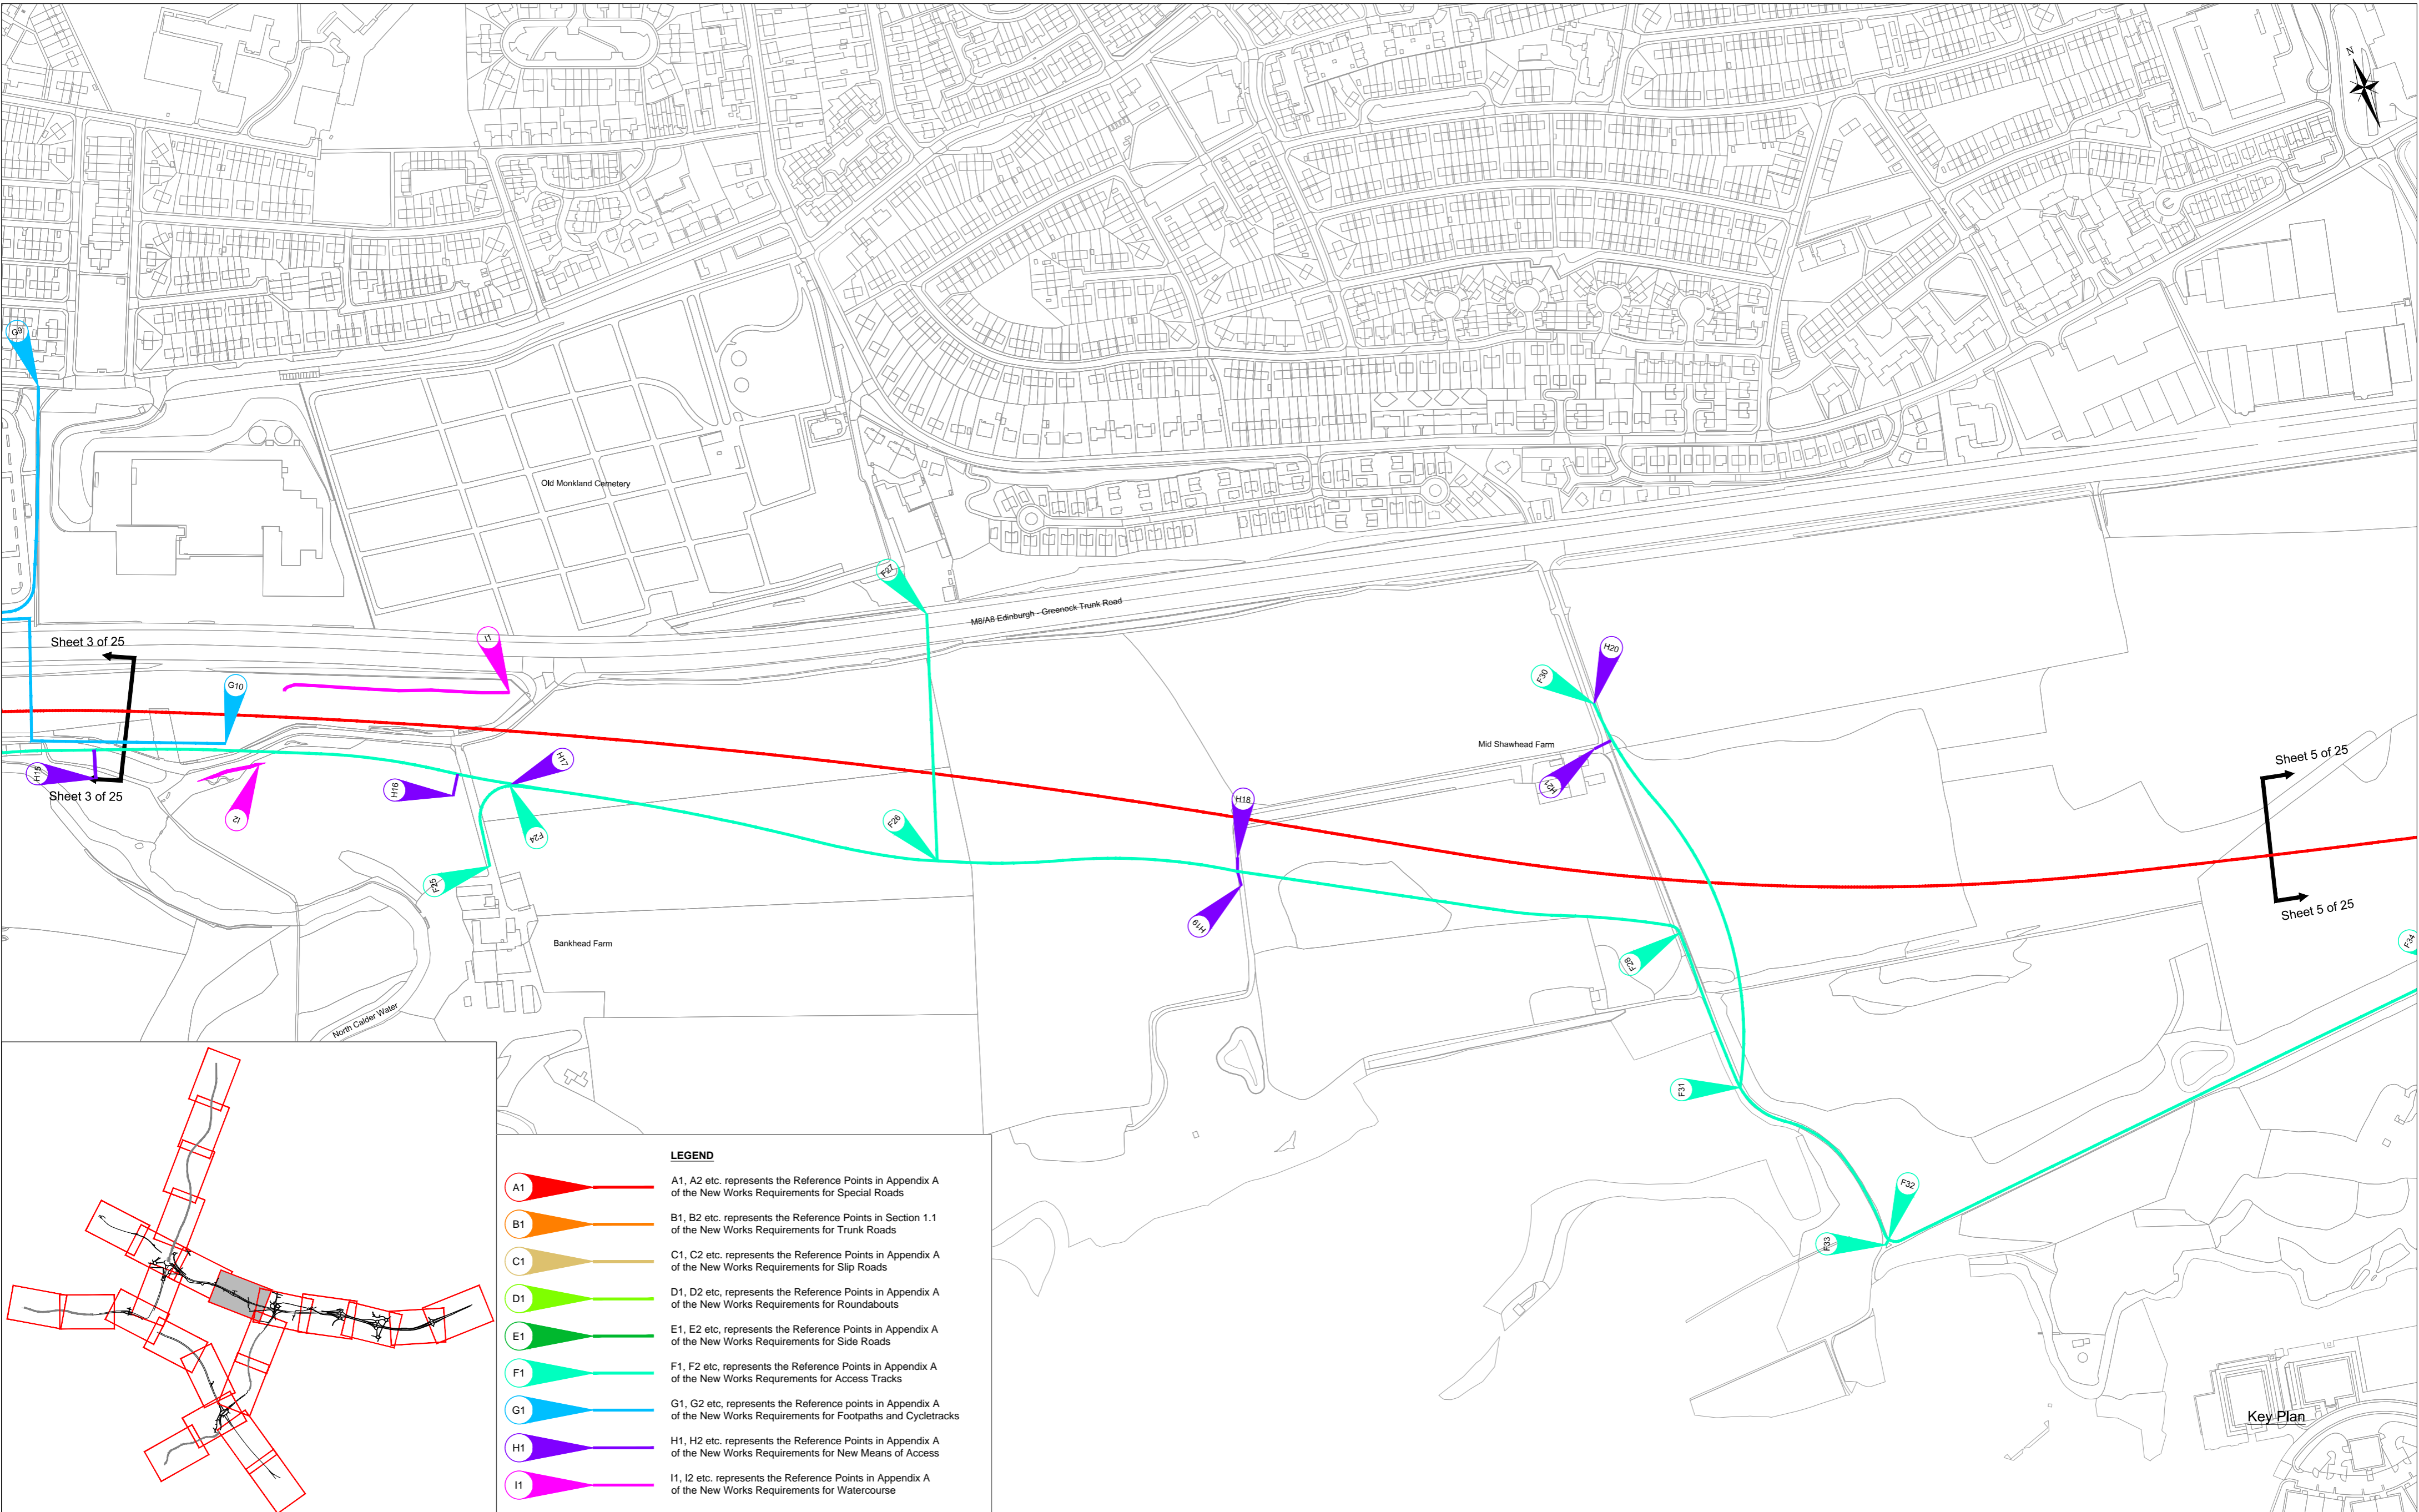 N
G9
Old Monkland Cemetery
F27
M8/A8 Edinburgh - Greenock Trunk Road
Sheet 3 of 25
I1
H20
F30
G10
Mid Shawhead Farm
H17
H15
Sheet 3 of 25
H16
H21
Sheet 5 of 25
H18
I2
F24
F26
F25
H19
Sheet 5 of 25
Bankhead Farm
F28
F34
North Calder Water
F31
F32
F33
Key Plan
LEGEND
A1
A1, A2 etc. represents the Reference Points in Appendix A
of the New Works Requirements for Special Roads
B1
B1, B2 etc. represents the Reference Points in Section 1.1
of the New Works Requirements for Trunk Roads
C1
C1, C2 etc. represents the Reference Points in Appendix A
of the New Works Requirements for Slip Roads
D1
D1, D2 etc, represents the Reference Points in Appendix A
of the New Works Requirements for Roundabouts
E1
E1, E2 etc, represents the Reference Points in Appendix A
of the New Works Requirements for Side Roads
F1
F1, F2 etc, represents the Reference Points in Appendix A
of the New Works Requrements for Access Tracks
G1
G1, G2 etc, represents the Reference points in Appendix A
of the New Works Requirements for Footpaths and Cycletracks
H1
H1, H2 etc. represents the Reference Points in Appendix A
of the New Works Requirements for New Means of Access
I1
I1, I2 etc. represents the Reference Points in Appendix A
of the New Works Requirements for Watercourse